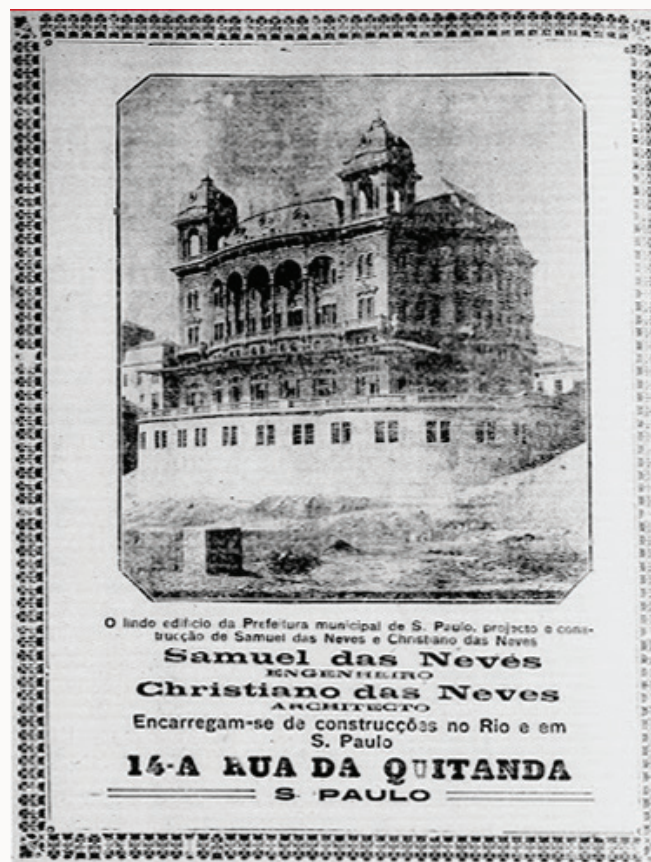 O lindo edificio da Prefeitura municipal de S. Paulo, projecto e cons-
trucção de Samuel das Neves e Christiano das Neves
Samuel das Neves
ENGENHEIRO
Christiano das Neves
ARCHITECTO
Encarregam-se de construcções no Rio e em
S. Paulo
14-A RUA DA QUITANDA
S. PAULO